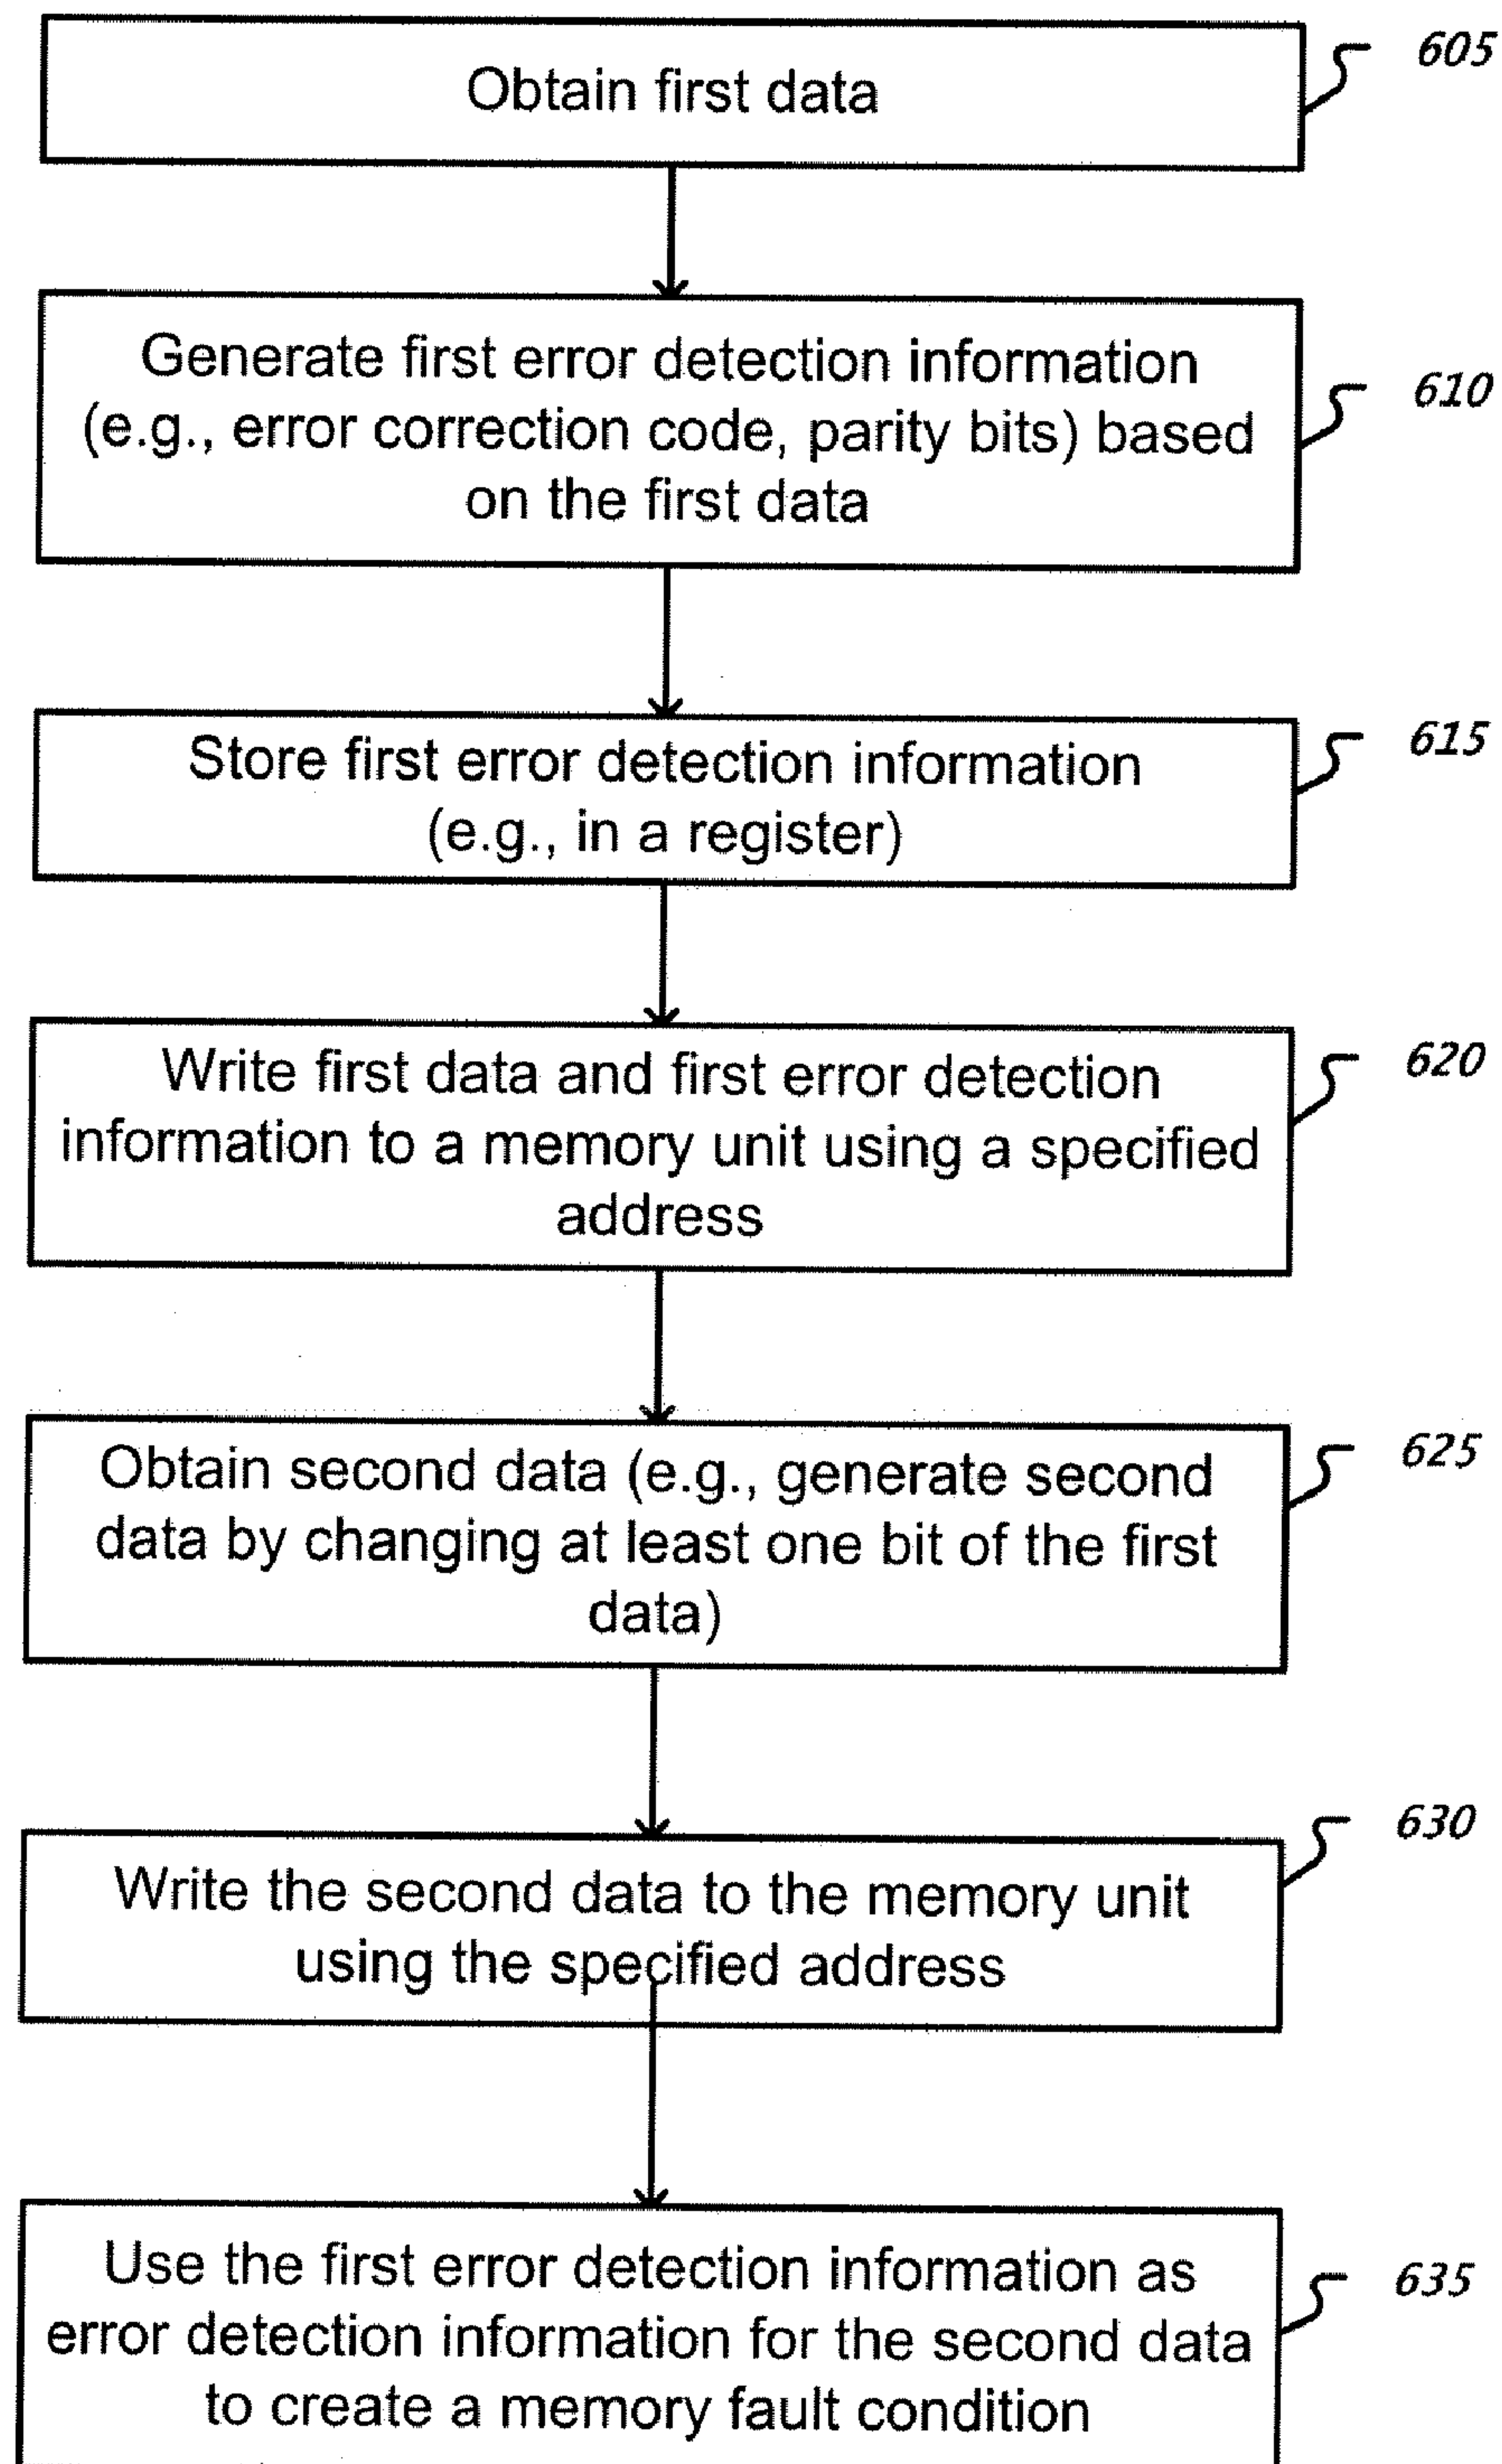 Obtain first data
605
Generate first error detection information
(e.g., error correction code, parity bits) based
on the first data
610
Store first error detection information
(e.g., in a register)
615
Write first data and first error detection
information to a memory unit using a specified
address
620
Obtain second data (e.g., generate second
data by changing at least one bit of the first
data)
625
Write the second data to the memory unit
using the specified address
630
Use the first error detection information as
error detection information for the second data
to create a memory fault condition
635